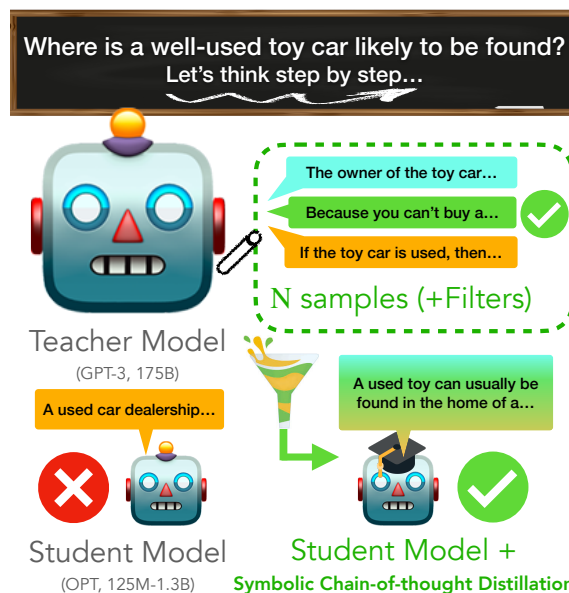 Where is a well-used toy car likely to be found?
Let's think step by step...
The owner of the toy car...
Because you can't buy a...
If the toy car is used, then...
N samples (+Filters)
Teacher Model
(GPT-3, 175B)
A used car dealership...
A used toy can usually be
found in the home of a...
Student Model
(OPT, 125M-1.3B)
Student Model +
Symbolic Chain-of-thought Distillation